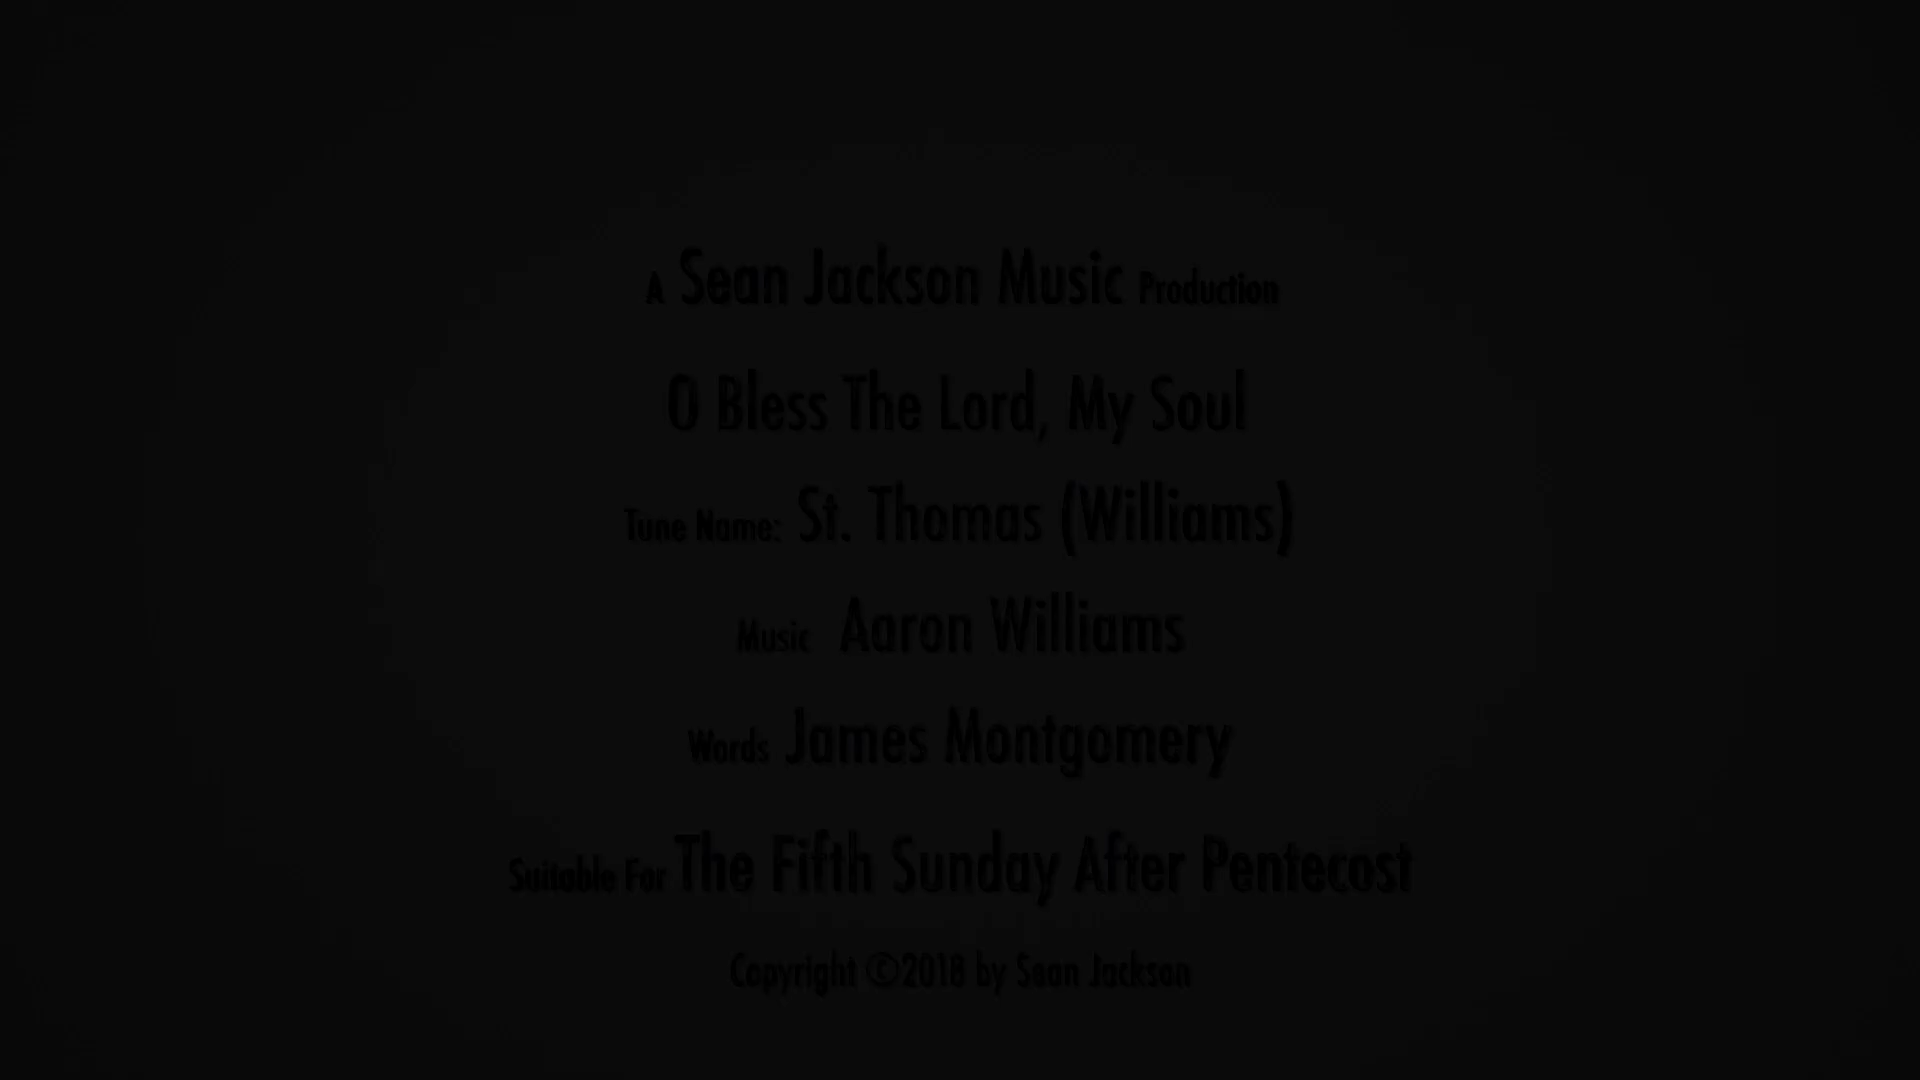 A Sean Jackson Music Production
O Bless The Lord, My Soul
Tune Name: St. Thomas (Williams)
Music Aaron Williams
Words James Montgomery
Suitable For The Fifth Sunday After Pentecost
Copyright ©2018 by Sean Jackson